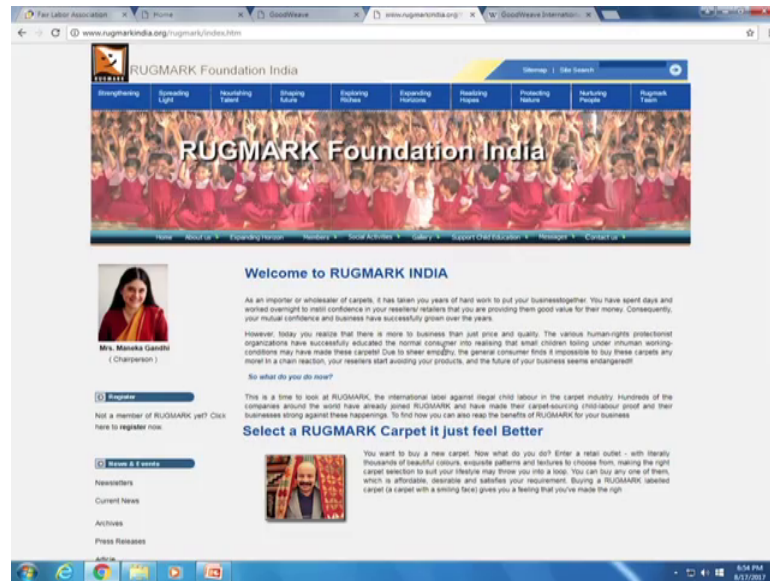 Fair Labor Association
Home
GoodWeave
www.rugmarkindia.org
GoodWeave Internation
www.rugmarkindia.org/rugmark/index.htm
RUGMARK
RUGMARK Foundation India
Sitemap | Site Search
Strengthening
Spreading Light
Nourishing Talent
Shaping future
Exploring Riches
Expanding Horizons
Realizing Hopes
Protecting Nature
Nurturing People
Rugmark Team
RUGMARK Foundation India
Home About us Expanding Horizon Members Social Activities Gallery Support Child Education Messages Contact us
Mrs. Maneka Gandhi
( Chairperson )
Register
Not a member of RUGMARK yet? Click
here to register now.
News & Events
Newsletters
Current News
Archives
Press Releases
Article
Welcome to RUGMARK INDIA
As an importer or wholesaler of carpets, it has taken you years of hard work to put your businesstogether. You have spent days and
worked overnight to instil confidence in your resellers/ retailers that you are providing them good value for their money. Consequently,
your mutual confidence and business have successfully grown over the years.
However, today you realize that there is more to business than just price and quality. The various human-rights protectionist
organizations have successfully educated the normal consumer into realising that small children toiling under inhuman working-
conditions may have made these carpets! Due to sheer empathy, the general consumer finds it impossible to buy these carpets any
more! In a chain reaction, your resellers start avoiding your products, and the future of your business seems endangered!!
So what do you do now?
This is a time to look at RUGMARK, the international label against illegal child labour in the carpet industry. Hundreds of the
companies around the world have already joined RUGMARK and have made their carpet-sourcing child-labour proof and their
businesses strong against these happenings. To find how you can also reap the benefits of RUGMARK for your business
Select a RUGMARK Carpet it just feel Better
You want to buy a new carpet. Now what do you do? Enter a retail outlet - with literally
thousands of beautiful colours, exquisite patterns and textures to choose from, making the right
carpet selection to suit your lifestyle may throw you into a loop. You can buy any one of them,
which is affordable, desirable and satisfies your requirement. Buying a RUGMARK labelled
carpet (a carpet with a smiling face) gives you a feeling that you've made the righ
6:54 PM
8/17/2017